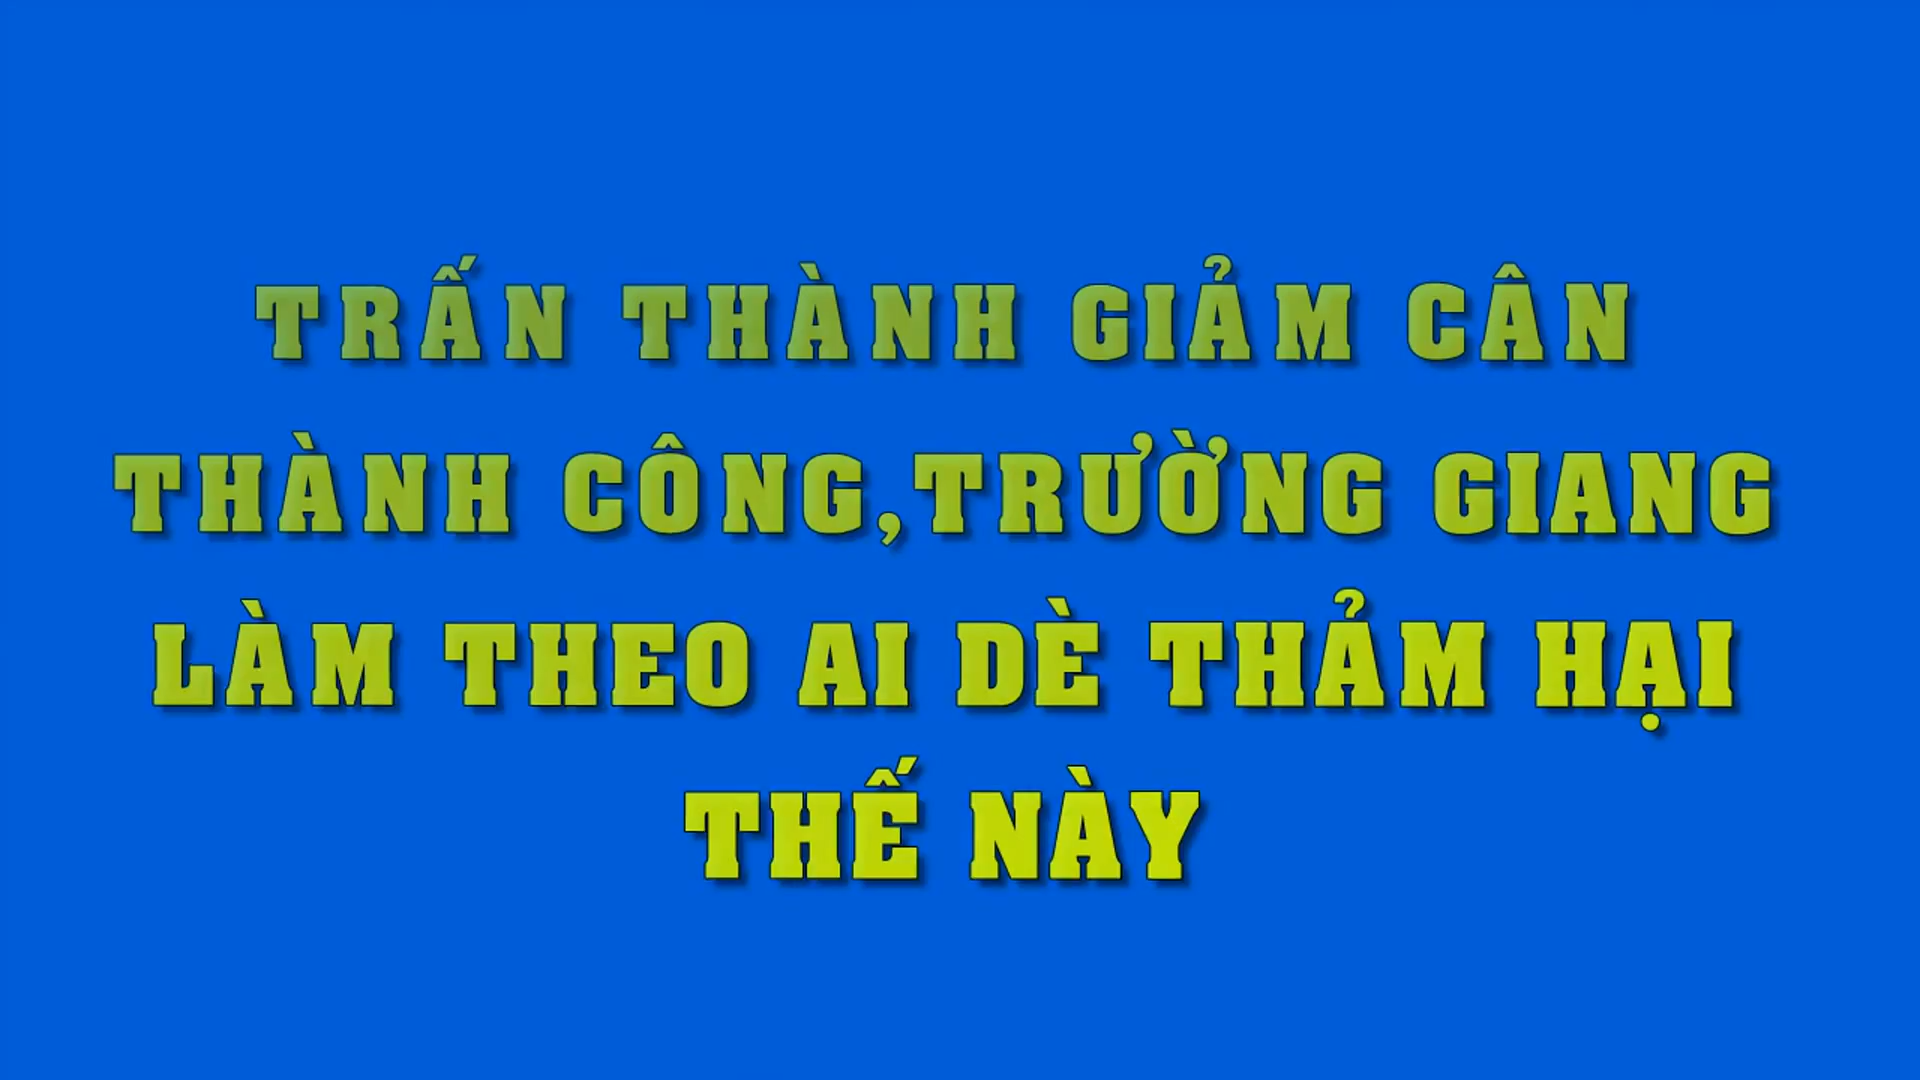 TRẤN THÀNH GIẢM CÂN
THÀNH CÔNG,TRƯỜNG GIANG
LÀM THEO AI DÈ THẢM HẠI
THẾ NÀY